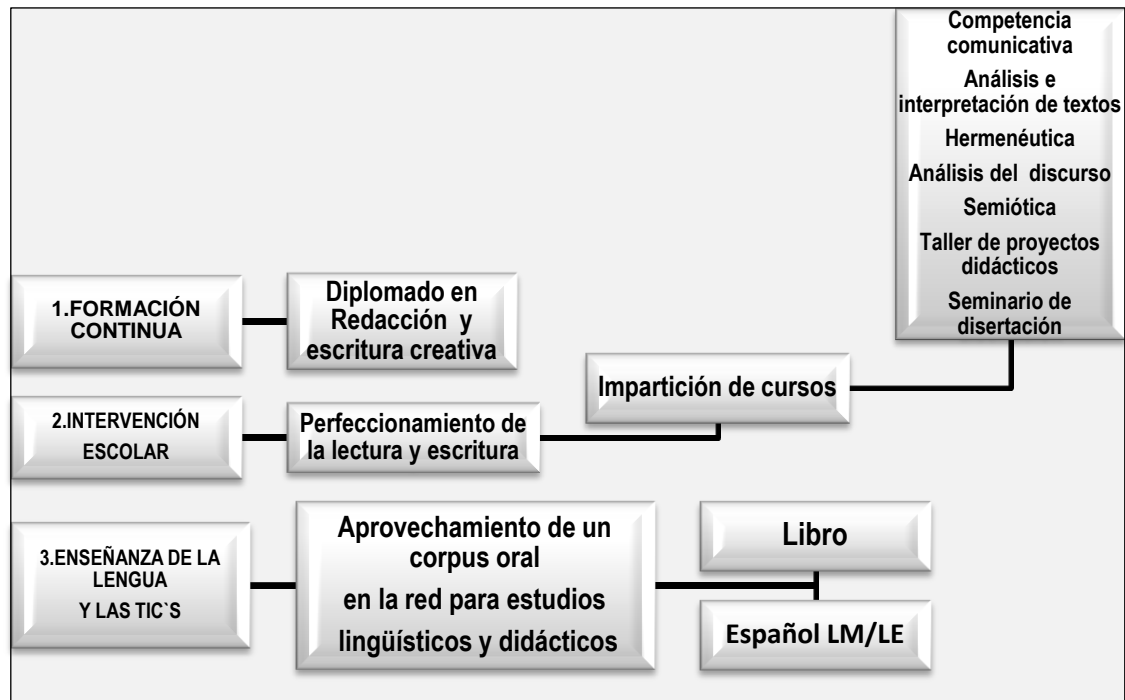 Competencia
comunicativa
Análisis e
interpretación de textos
Hermenéutica
Análisis del discurso
Semiótica
Taller de proyectos
didácticos
Seminario de
disertación
1.FORMACIÓN
CONTINUA
Diplomado en
Redacción y
escritura creativa
Impartición de cursos
2.INTERVENCIÓN
ESCOLAR
Perfeccionamiento de
la lectura y escritura
3.ENSEÑANZA DE LA
LENGUA
Y LAS TIC`S
Aprovechamiento de un
corpus oral
en la red para estudios
lingüísticos y didácticos
Libro
Español LM/LE